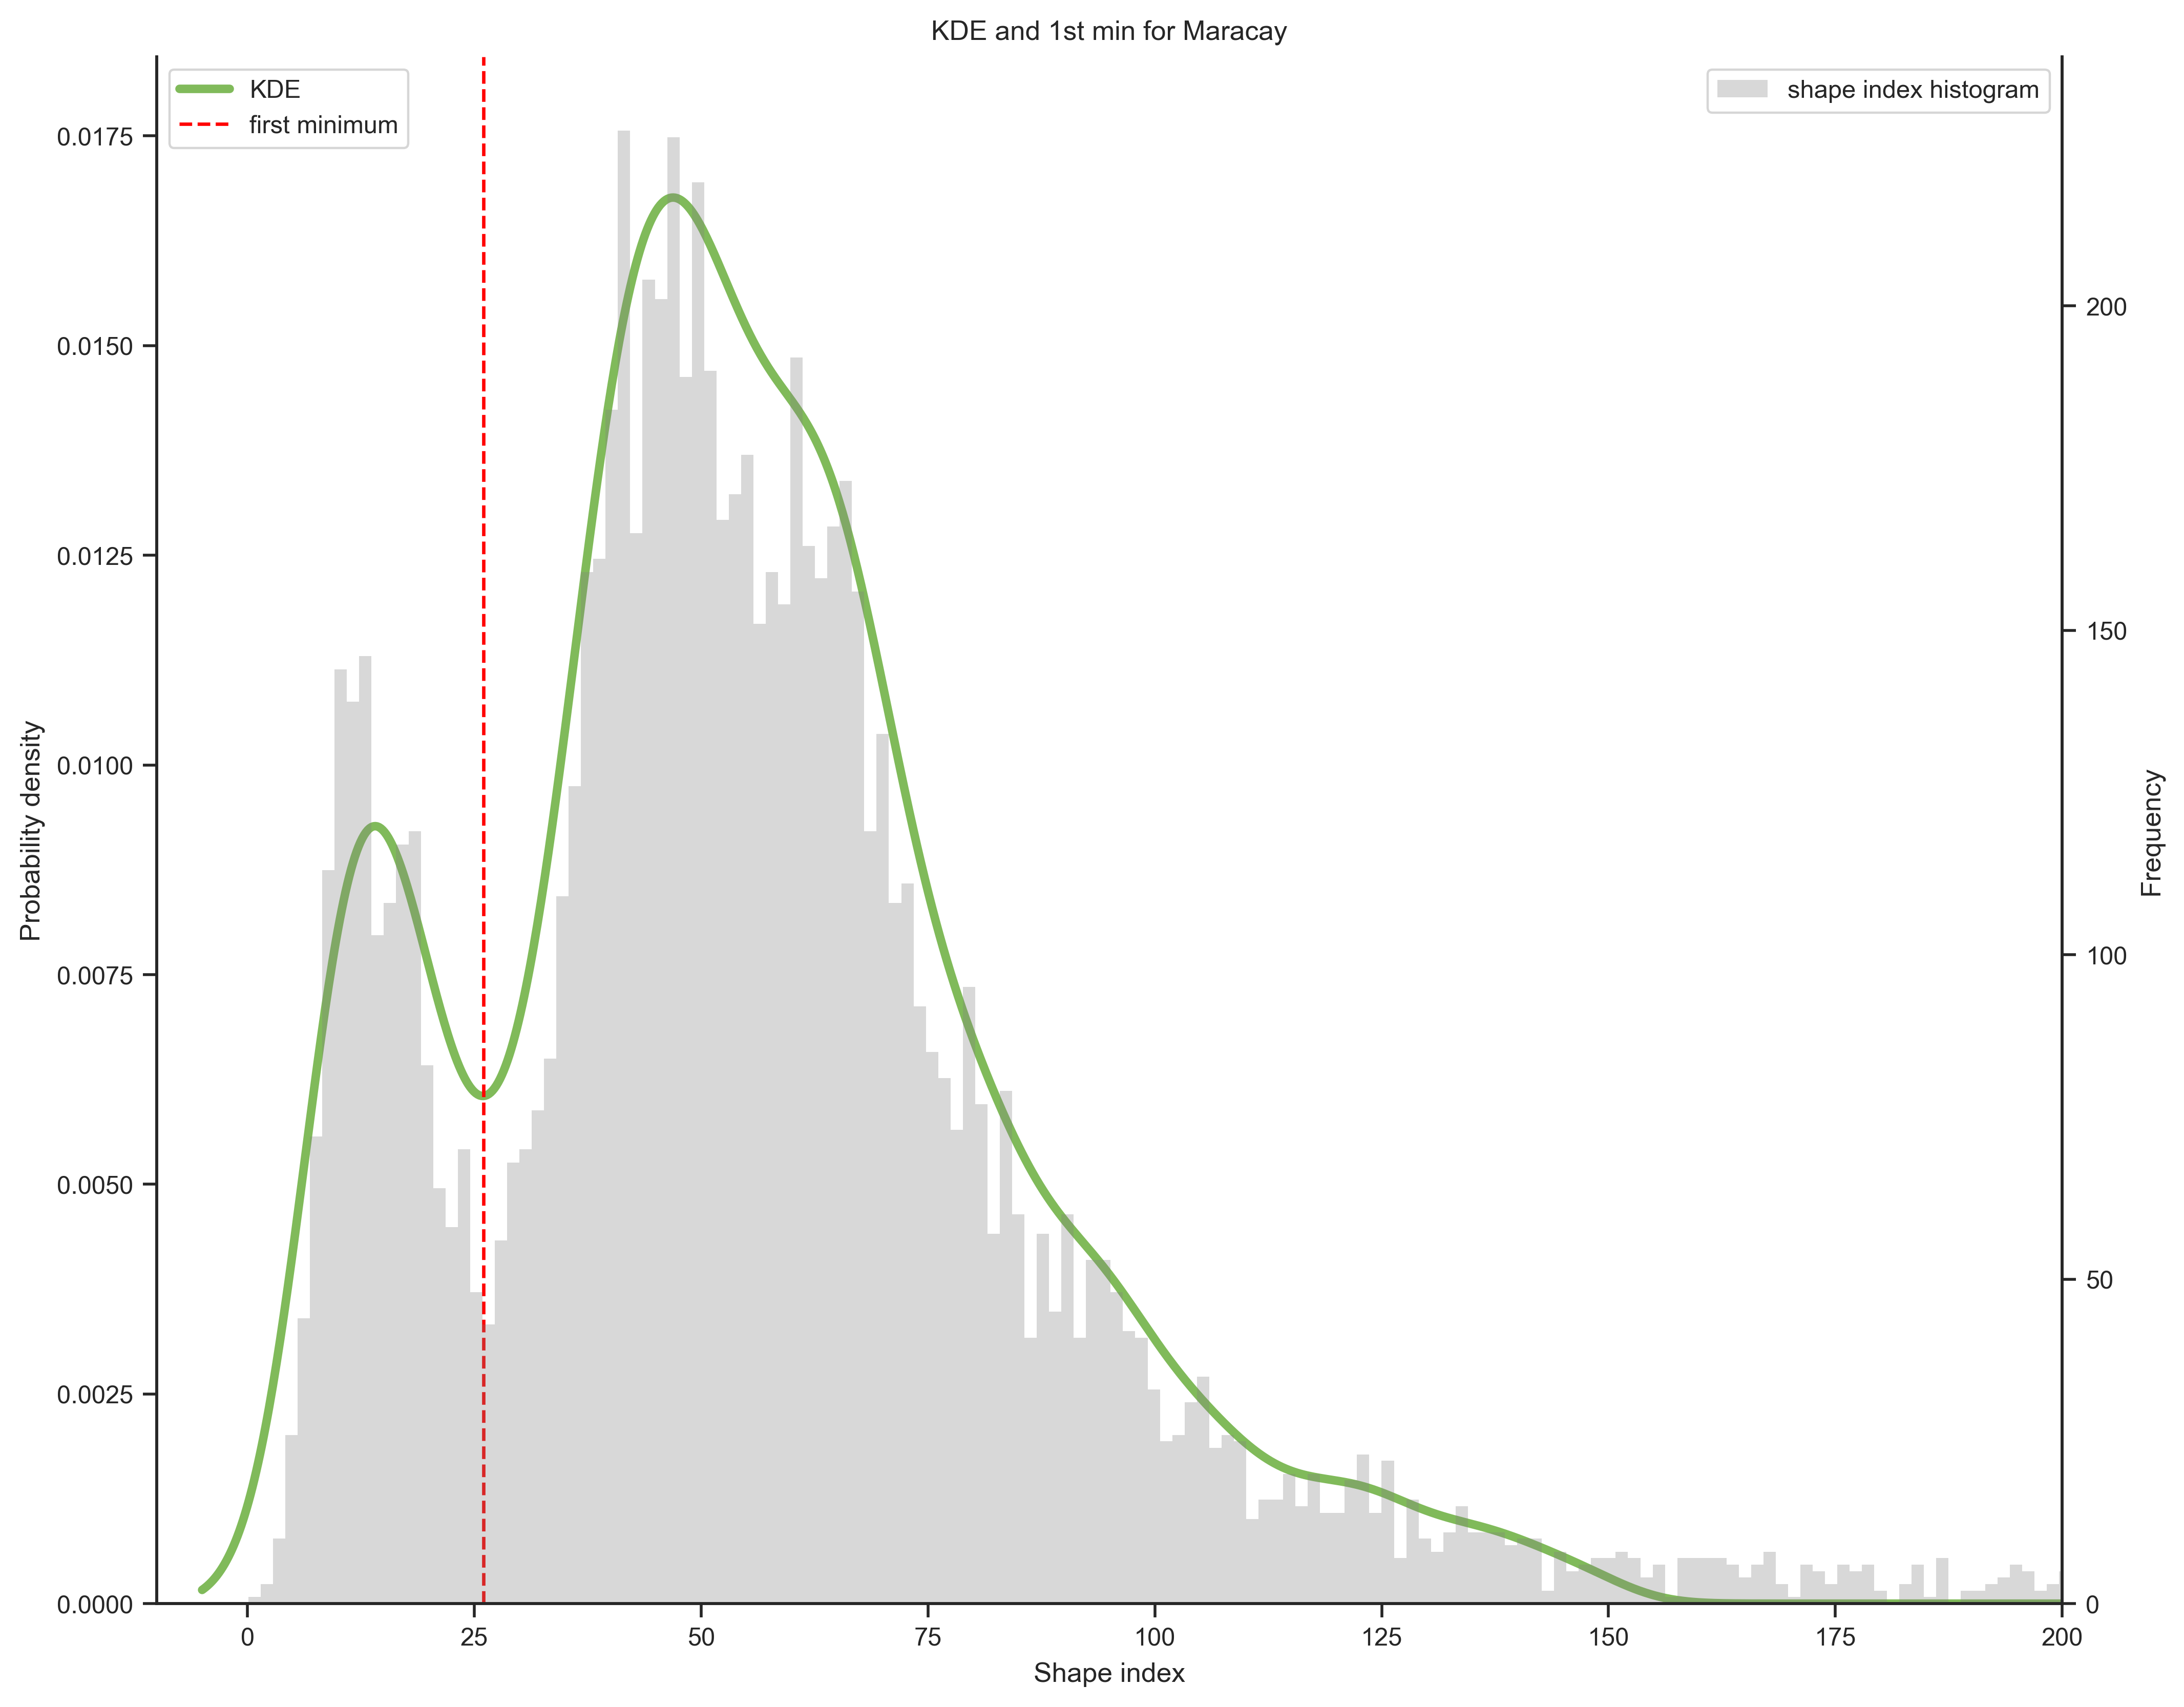 KDE and 1st min for Maracay
KDE
first minimum
shape index histogram
0.0175
0.0150
0.0125
0.0100
0.0075
0.0050
0.0025
0.0000
Probability density
200
150
100
50
0
Frequency
0 25 50 75 100 125 150 175 200
Shape index